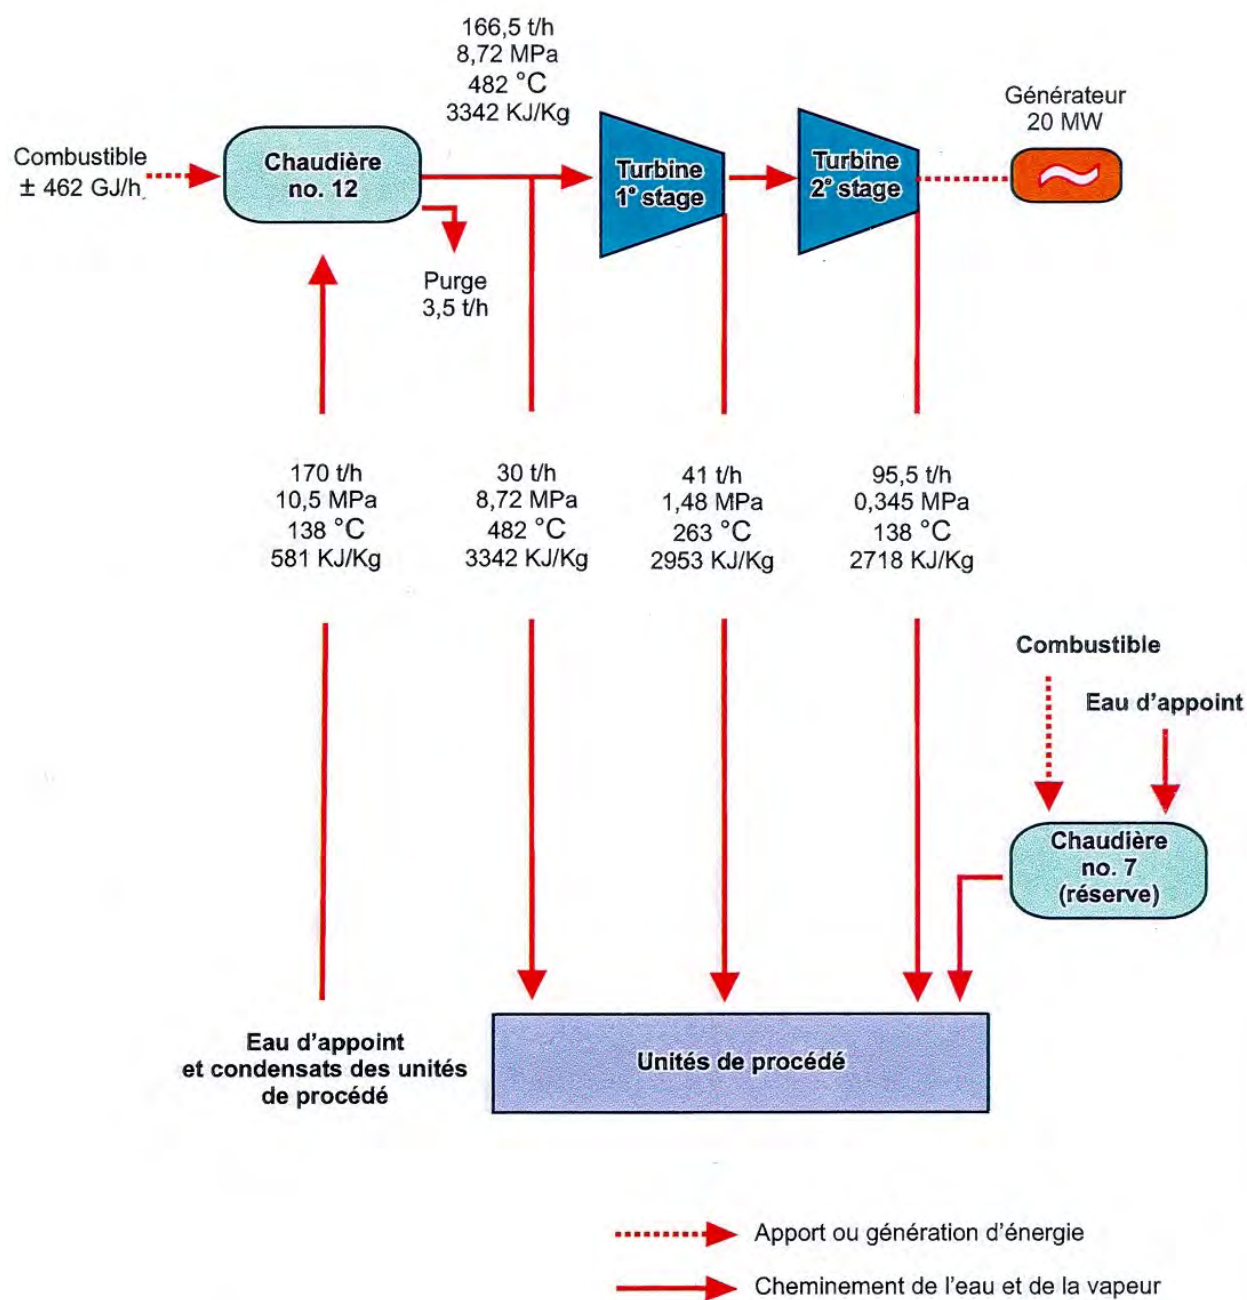 166,5 t/h
8,72 MPa
482 °C
3342 KJ/Kg
Générateur
20 MW
Combustible
± 462 GJ/h
Chaudière
no. 12
Turbine
1e stage
Turbine
2e stage
Purge
3,5 t/h
170 t/h
10,5 MPa
138 °C
581 KJ/Kg
30 t/h
8,72 MPa
482 °C
3342 KJ/Kg
41 t/h
1,48 MPa
263 °C
2953 KJ/Kg
95,5 t/h
0,345 MPa
138 °C
2718 KJ/Kg
Combustible
Eau d'appoint
Chaudière
no. 7
(réserve)
Eau d'appoint
et condensats des unités
de procédé
Unités de procédé
Apport ou génération d'énergie
Cheminement de l'eau et de la vapeur